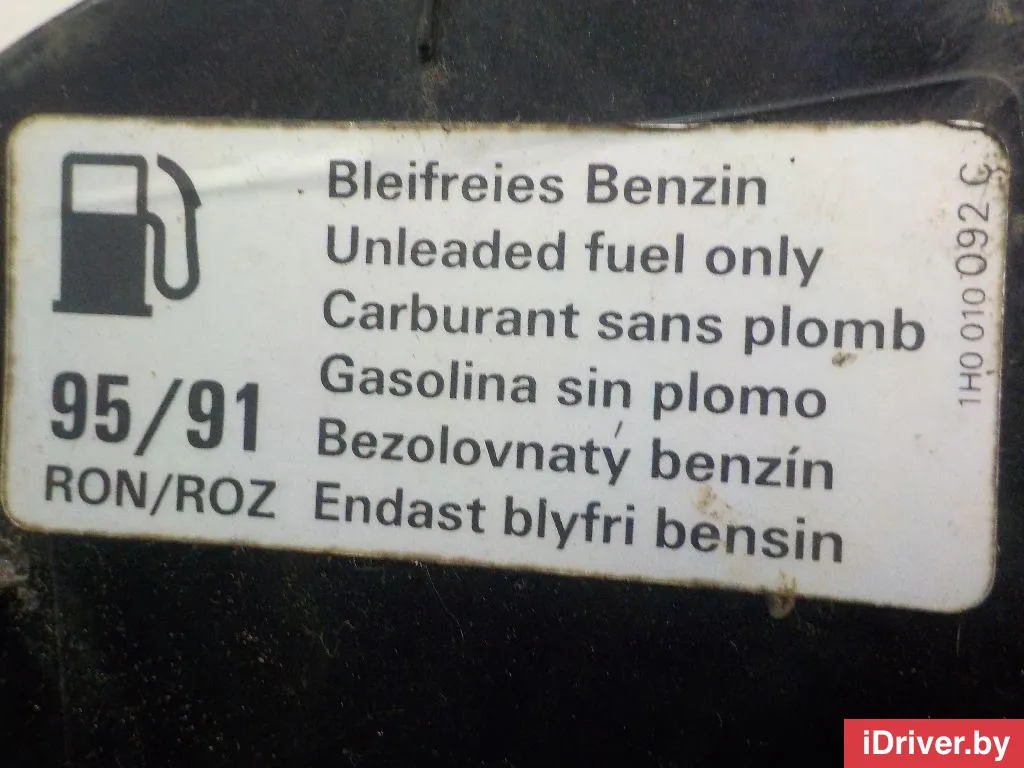 Bleifreies Benzin
Unleaded fuel only
Carburant sans plomb
Gasolina sin plomo
Bezolovnatý benzín
Endast blyfri bensin
95/91
RON/ROZ
1H0 010 092 C
iDriver.by